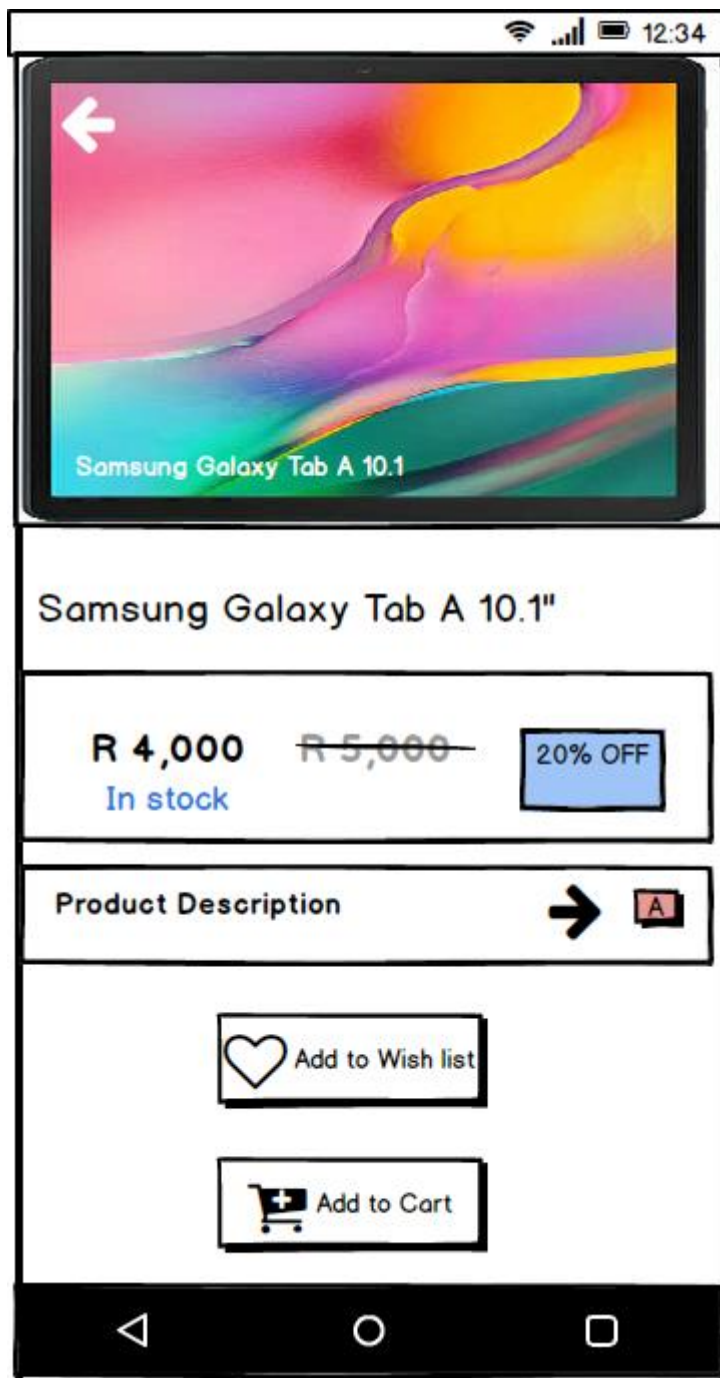 12:34
Samsung Galaxy Tab A 10.1
Samsung Galaxy Tab A 10.1"
R 4,000 R 5,000 20% OFF
In stock
Product Description A
Add to Wish list
Add to Cart